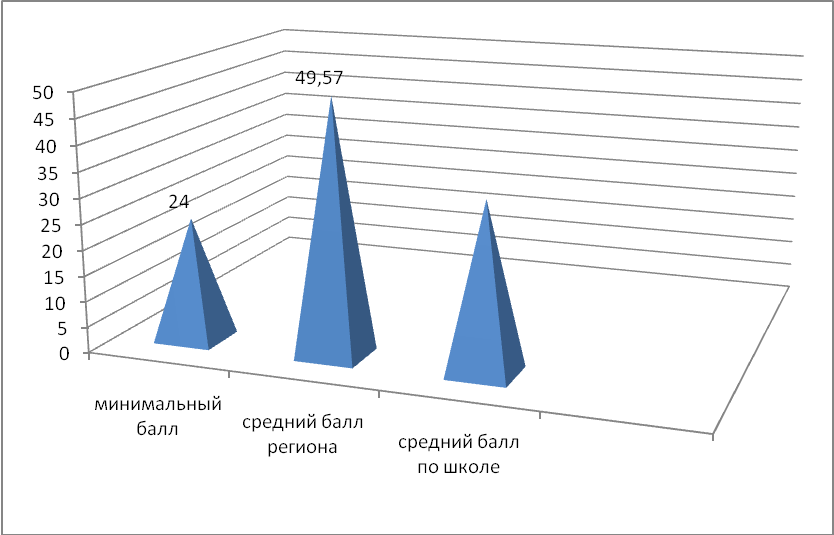 49,57
50
45
40
35
30
25
20
15
10
5
0
24
минимальный
балл
средний балл
региона
средний балл
по школе